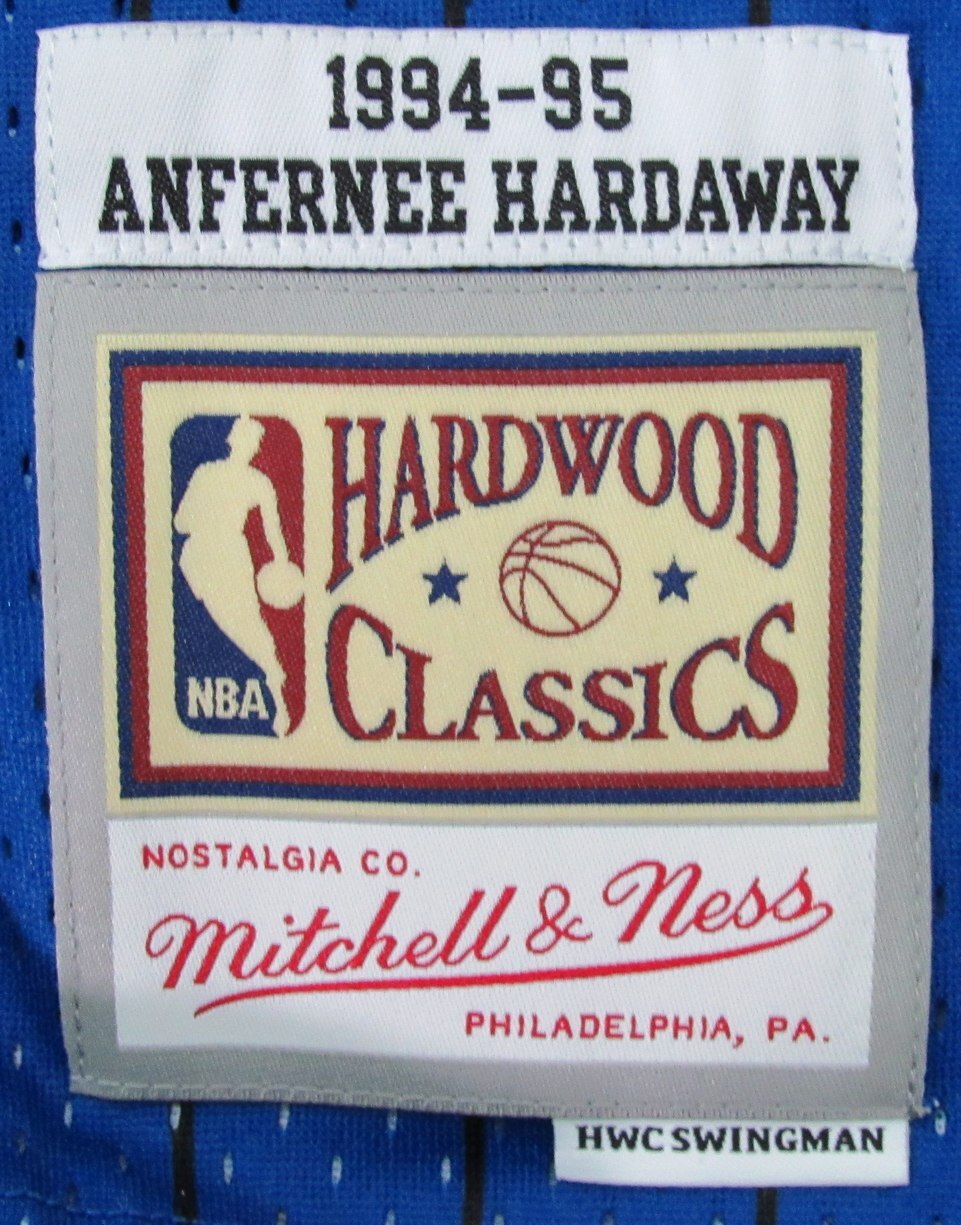 1994-95
ANFERNEE HARDAWAY
HARDWOOD
CLASSICS
NBA
NOSTALGIA CO.
Mitchell & Ness
PHILADELPHIA, PA.
HWC SWINGMAN